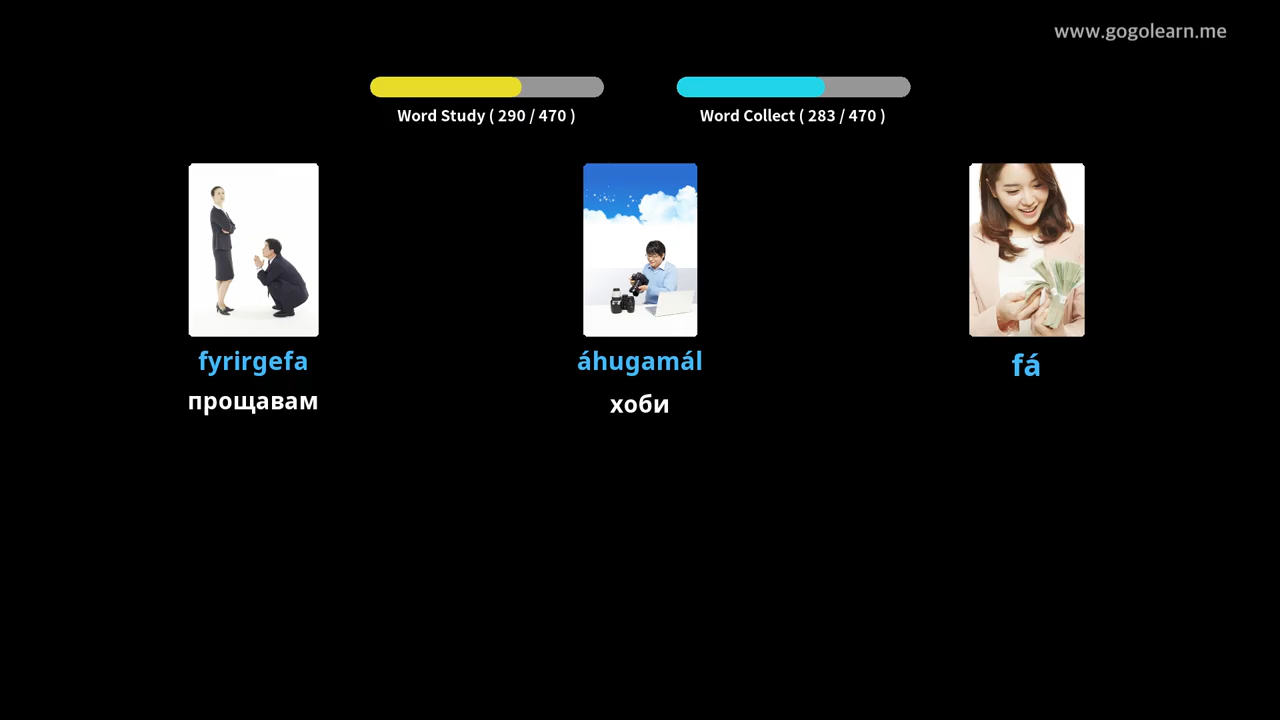 www.gogolearn.me
Word Study ( 290 / 470 )
Word Collect ( 283 / 470 )
fyrirgefa
прощавам
áhugamál
хоби
fá